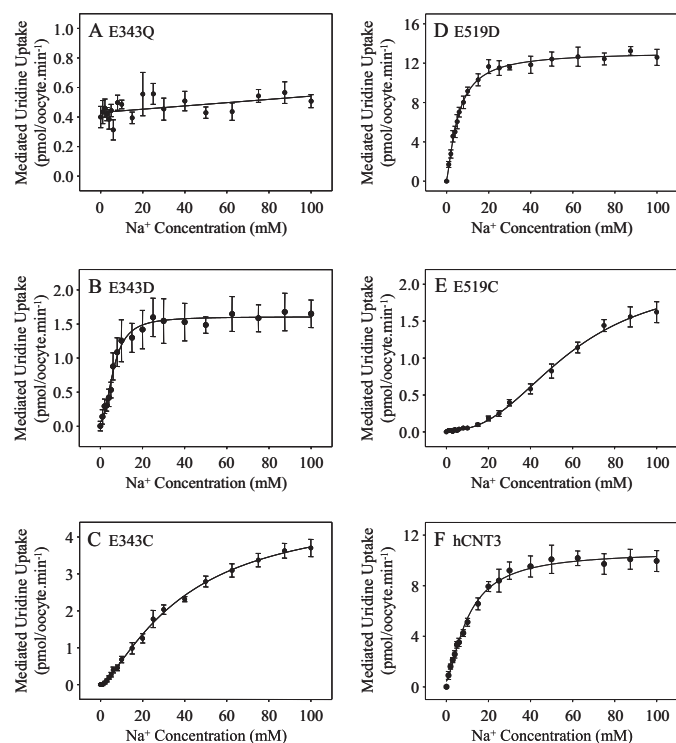 A E343Q
Mediated Uridine Uptake
(pmol/oocyte.min⁻¹)
1.0
0.8
0.6
0.4
0.2
0.0
0 20 40 60 80 100
Na⁺ Concentration (mM)
D E519D
Mediated Uridine Uptake
(pmol/oocyte.min⁻¹)
16
12
8
4
0
0 20 40 60 80 100
Na⁺ Concentration (mM)
B E343D
Mediated Uridine Uptake
(pmol/oocyte.min⁻¹)
2.0
1.5
1.0
0.5
0.0
0 20 40 60 80 100
Na⁺ Concentration (mM)
E E519C
Mediated Uridine Uptake
(pmol/oocyte.min⁻¹)
2.0
1.5
1.0
0.5
0.0
0 20 40 60 80 100
Na⁺ Concentration (mM)
C E343C
Mediated Uridine Uptake
(pmol/oocyte.min⁻¹)
4
3
2
1
0
0 20 40 60 80 100
Na⁺ Concentration (mM)
F hCNT3
Mediated Uridine Uptake
(pmol/oocyte.min⁻¹)
12
8
4
0
0 20 40 60 80 100
Na⁺ Concentration (mM)